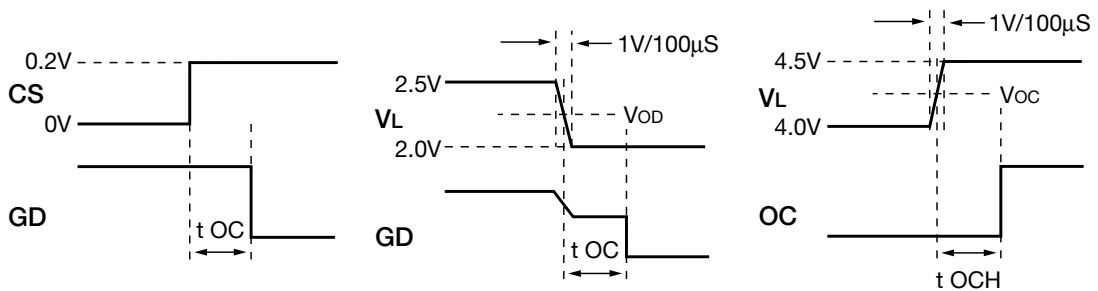 0.2V
CS
0V
GD
t OC
1V/100μS
2.5V
VL
VOD
2.0V
GD
t OC
1V/100μS
4.5V
VL
VOC
4.0V
OC
t OCH